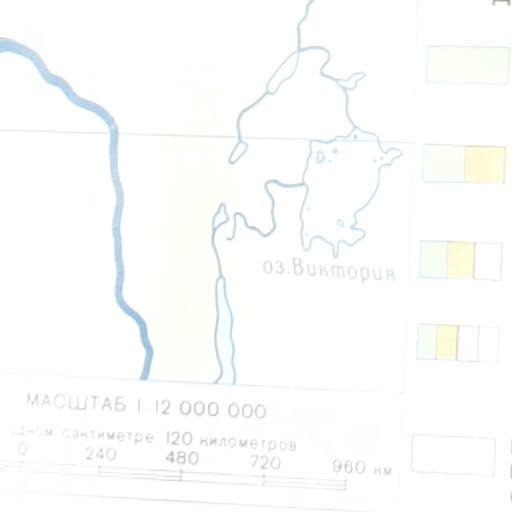 оз.Виктория
МАСШТАБ 1:12 000 000
одном сантиметре 120 километров
0 240 480 720 960 км